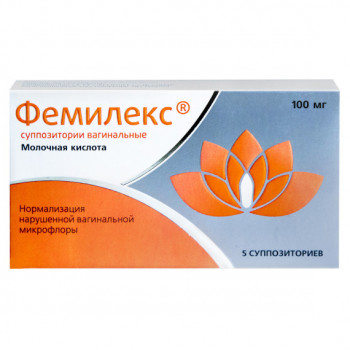 Фемилекс®
100 мг
суппозитории вагинальные
Молочная кислота
Нормализация
нарушенной вагинальной
микрофлоры
5 СУППОЗИТОРИЕВ